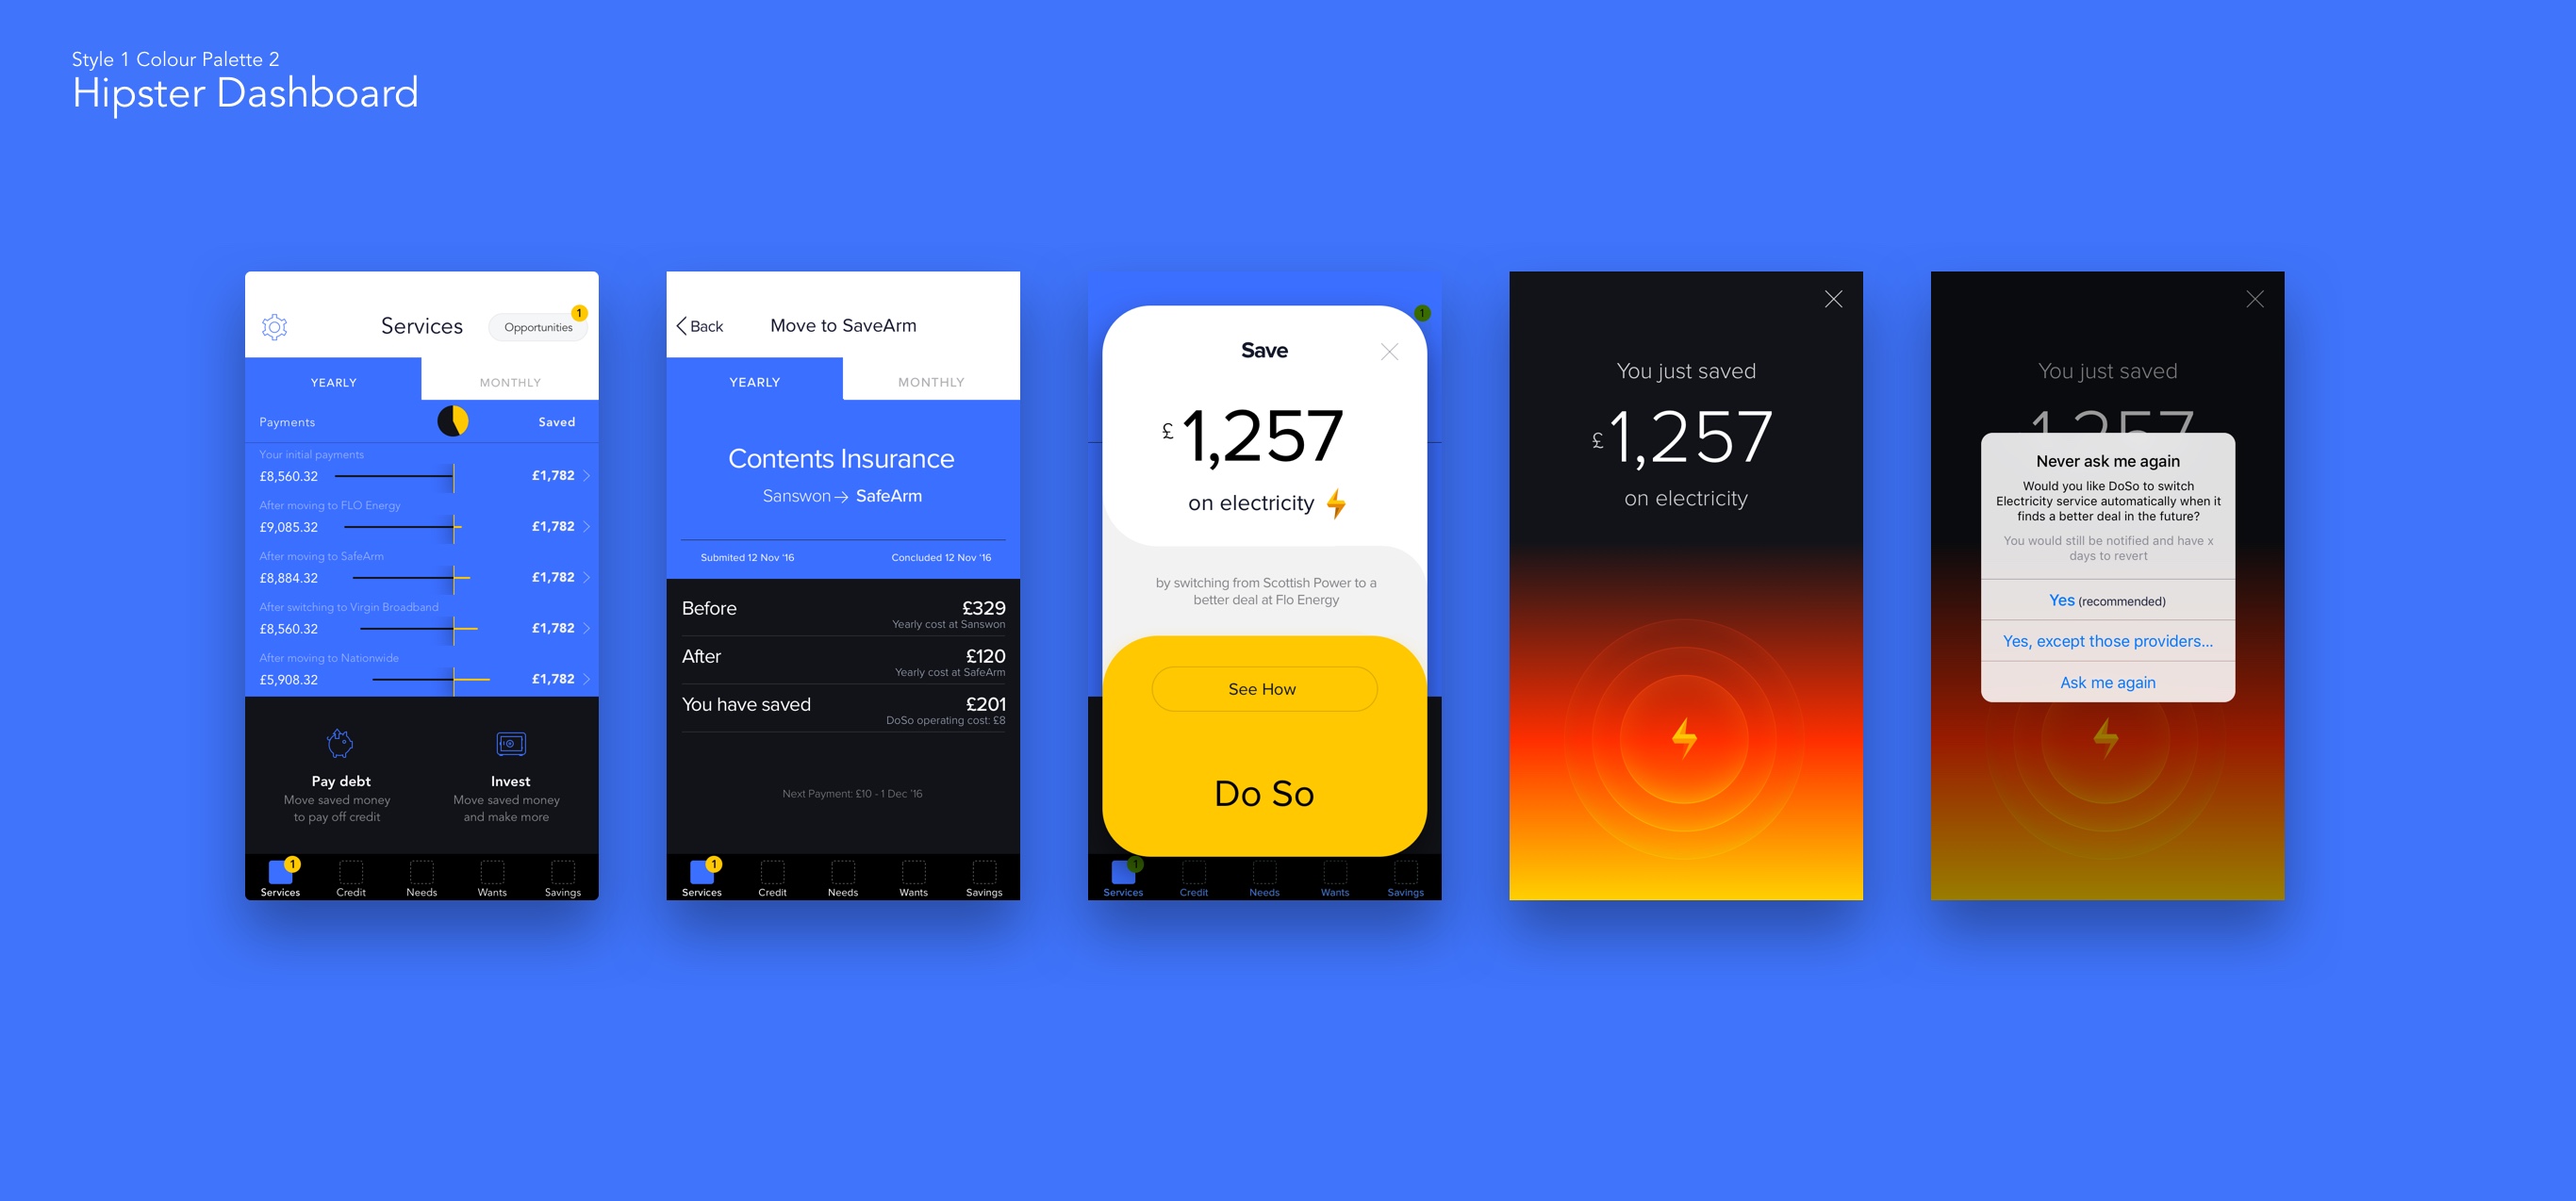 Style 1 Colour Palette 2
Hipster Dashboard
Services
Opportunities
1
YEARLY
MONTHLY
Payments
Saved
Your initial payments
£8,560.32
£1,782
After moving to FLO Energy
£9,085.32
£1,782
After moving to SafeArm
£8,884.32
£1,782
After switching to Virgin Broadband
£8,560.32
£1,782
After moving to Nationwide
£5,908.32
£1,782
Pay debt
Move saved money
to pay off credit
Invest
Move saved money
and make more
1
Services
Credit
Needs
Wants
Savings
Back
Move to SaveArm
YEARLY
MONTHLY
Contents Insurance
Sanswon → SafeArm
Submited 12 Nov '16
Concluded 12 Nov '16
Before
£329
Yearly cost at Sanswon
After
£120
Yearly cost at SafeArm
You have saved
£201
DoSo operating cost: £8
Next Payment: £10 - 1 Dec '16
1
Services
Credit
Needs
Wants
Savings
1
Save
£1,257
on electricity ⚡
by switching from Scottish Power to a
better deal at Flo Energy
See How
Do So
1
Services
Credit
Needs
Wants
Savings
You just saved
£1,257
on electricity
You just saved
1,257
Never ask me again
Would you like DoSo to switch
Electricity service automatically when it
finds a better deal in the future?
You would still be notified and have x
days to revert
Yes (recommended)
Yes, except those providers...
Ask me again